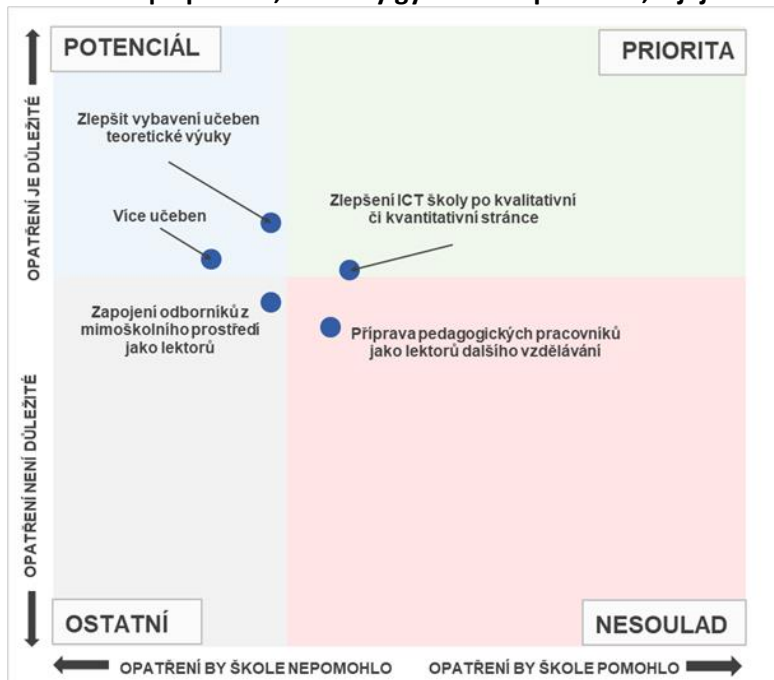 POTENCIÁL
PRIORITA
Zlepšit vybavení učeben
teoretické výuky
Zlepšení ICT školy po kvalitativní
či kvantitativní stránce
Více učeben
OPATŘENÍ JE DŮLEŽITÉ
Zapojení odborníků z
mimoškolního prostředí
jako lektorů
Příprava pedagogických pracovníků
jako lektorů dalšího vzdělávání
OPATŘENÍ NENÍ DŮLEŽITÉ
OSTATNÍ
NESOULAD
OPATŘENÍ BY ŠKOLE NEPOMOHLO
OPATŘENÍ BY ŠKOLE POMOHLO